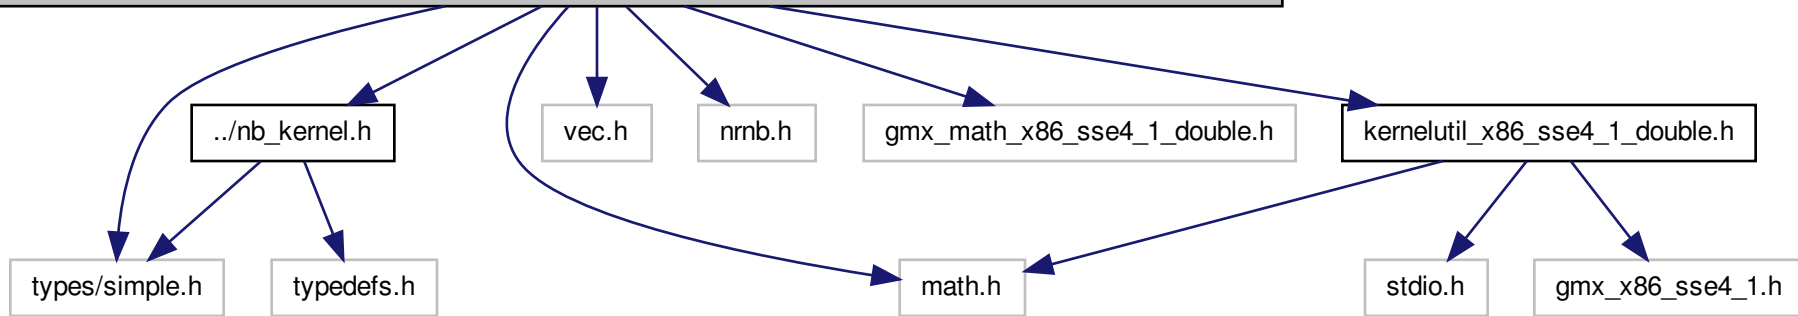 ../nb_kernel.h
vec.h
nrnb.h
gmx_math_x86_sse4_1_double.h
kernelutil_x86_sse4_1_double.h
types/simple.h
typedefs.h
math.h
stdio.h
gmx_x86_sse4_1.h